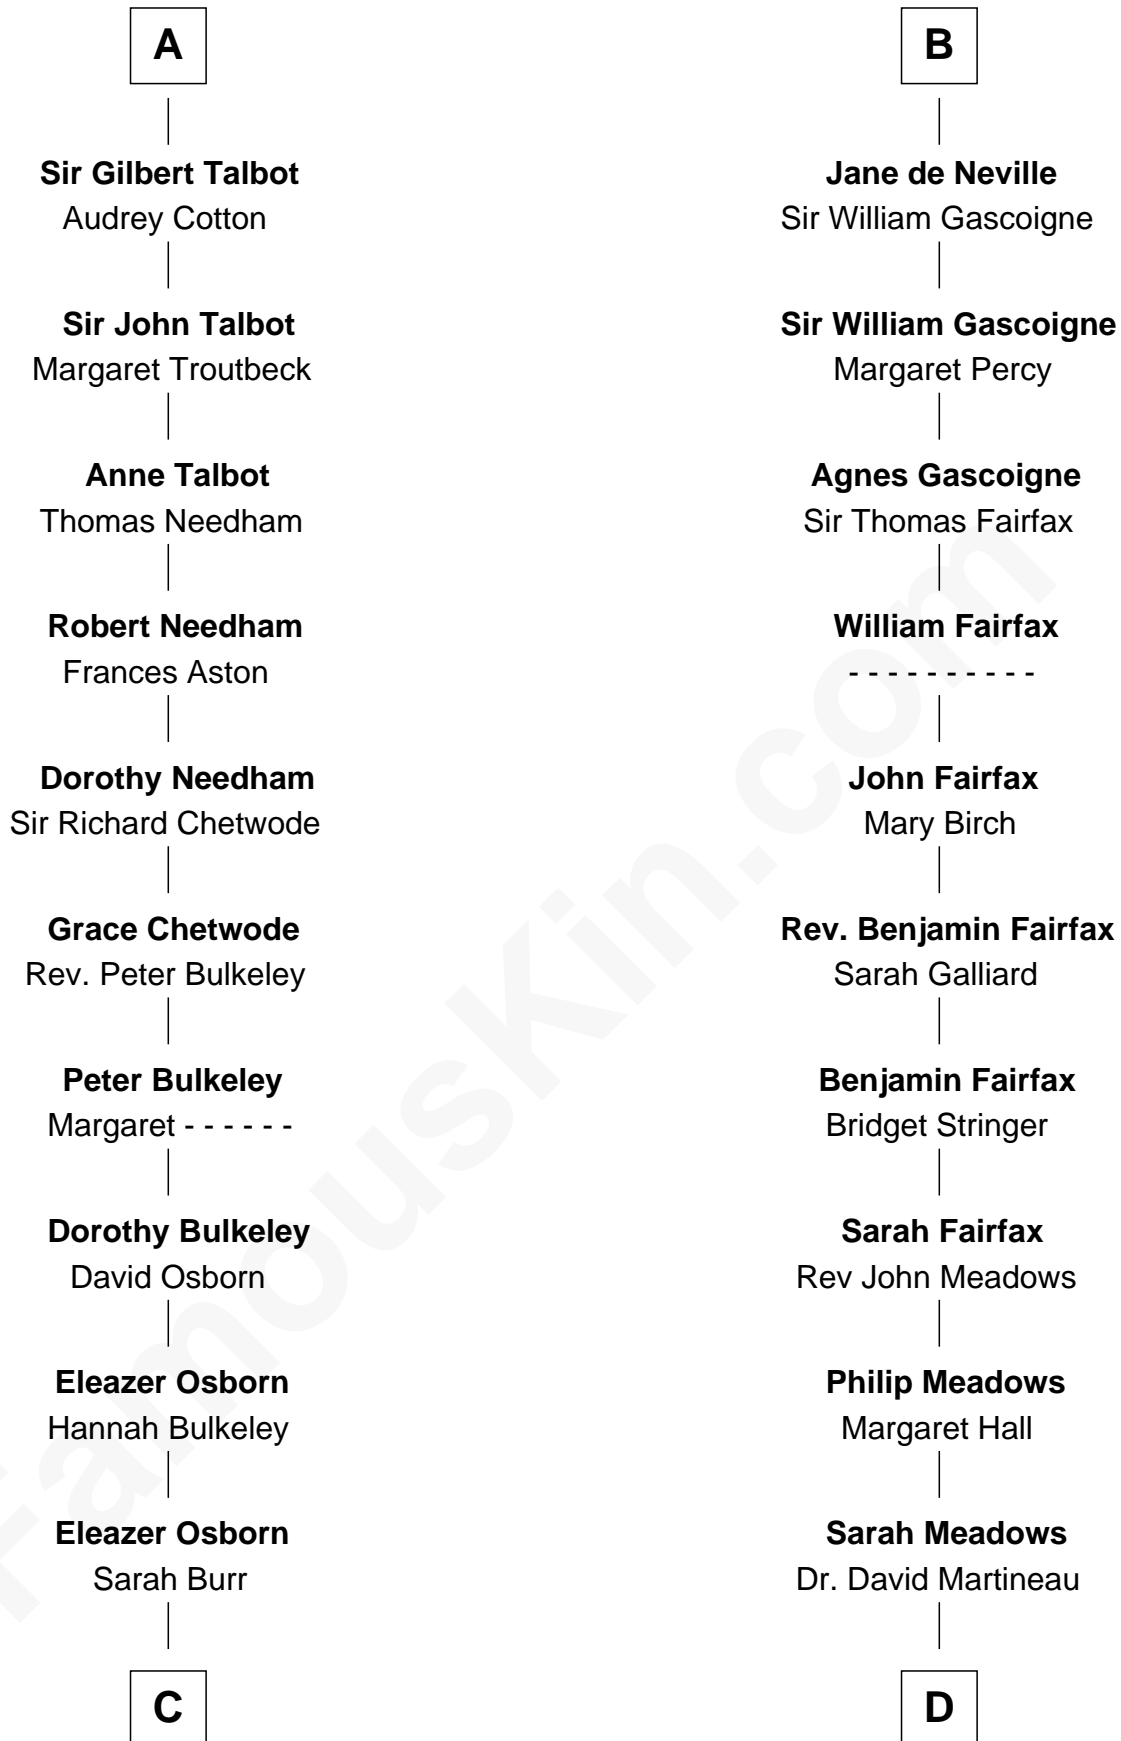 A
Sir Gilbert Talbot
Audrey Cotton
Sir John Talbot
Margaret Troutbeck
Anne Talbot
Thomas Needham
Robert Needham
Frances Aston
Dorothy Needham
Sir Richard Chetwode
Grace Chetwode
Rev. Peter Bulkeley
Peter Bulkeley
Margaret - - - - - -
Dorothy Bulkeley
David Osborn
Eleazer Osborn
Hannah Bulkeley
Eleazer Osborn
Sarah Burr
C
B
Jane de Neville
Sir William Gascoigne
Sir William Gascoigne
Margaret Percy
Agnes Gascoigne
Sir Thomas Fairfax
William Fairfax
- - - - - - - - - -
John Fairfax
Mary Birch
Rev. Benjamin Fairfax
Sarah Galliard
Benjamin Fairfax
Bridget Stringer
Sarah Fairfax
Rev John Meadows
Philip Meadows
Margaret Hall
Sarah Meadows
Dr. David Martineau
D
FamousKin.com